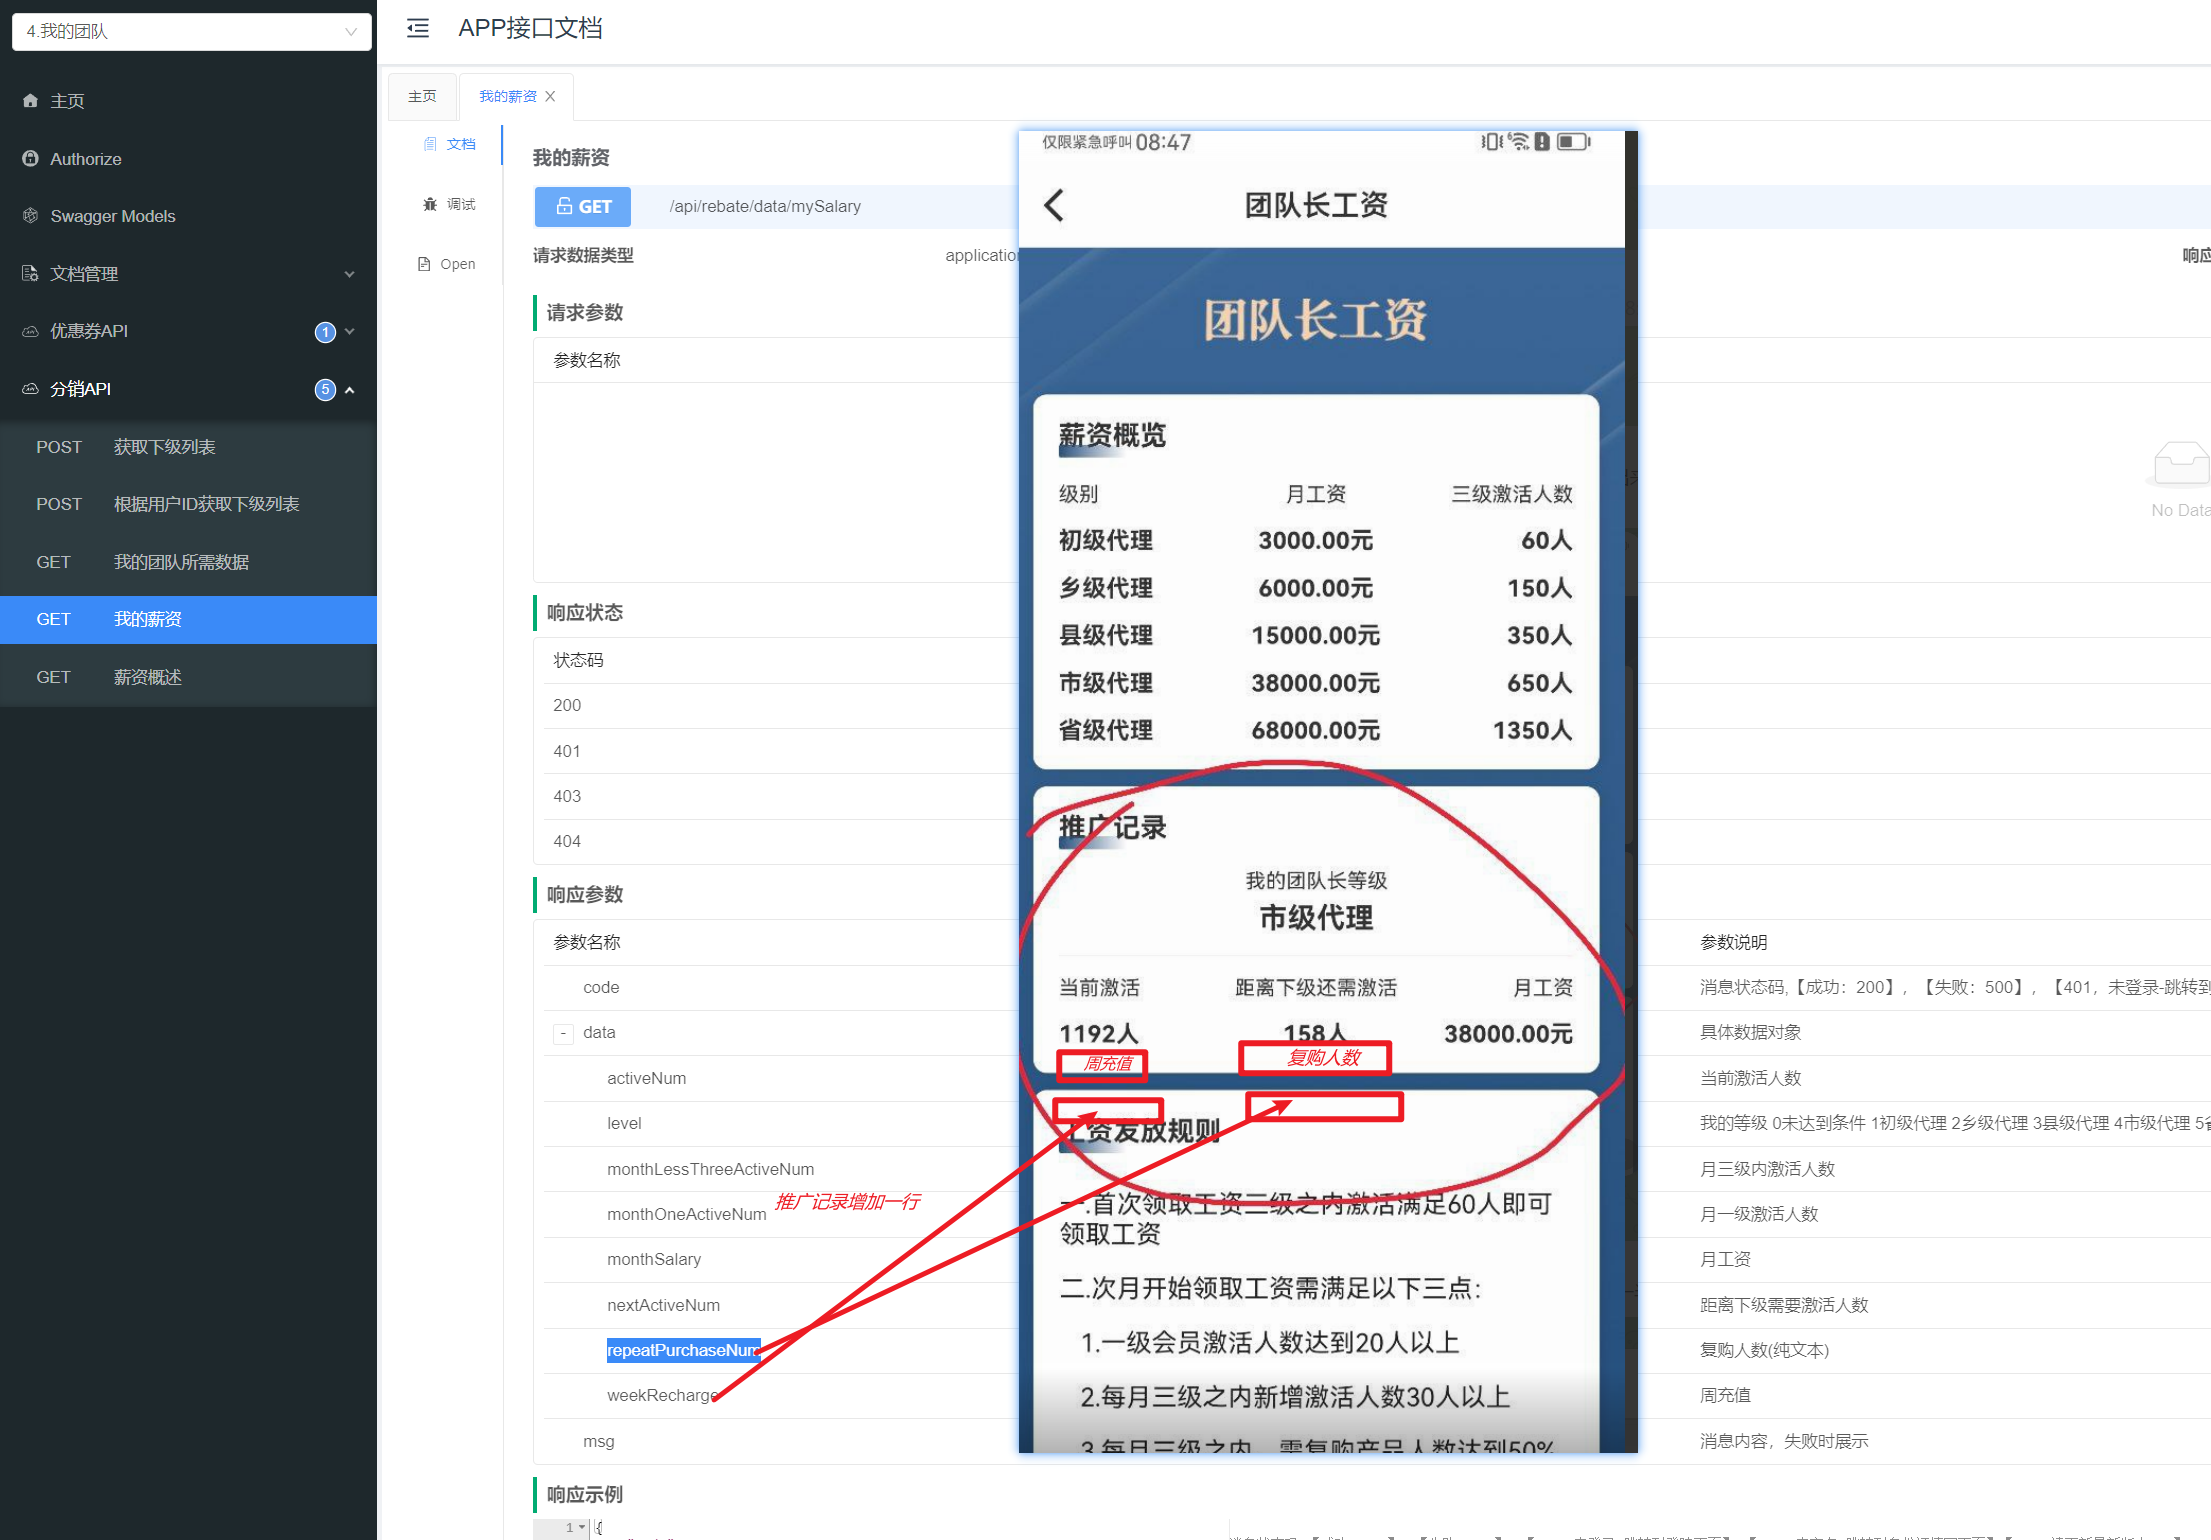 4.我的团队
主页
Authorize
Swagger Models
文档管理
优惠券API
1
分销API
5
POST 获取下级列表
POST 根据用户ID获取下级列表
GET 我的团队所需数据
GET 我的薪资
GET 薪资概述
APP接口文档
主页
我的薪资
文档
调试
Open
我的薪资
GET /api/rebate/data/mySalary
请求数据类型
请求参数
参数名称
No Data
响应状态
状态码
200
401
403
404
响应参数
参数名称 参数说明
code 消息状态码,【成功：200】，【失败：500】，【401，未登录-跳转到
- data 具体数据对象
activeNum 当前激活人数
level 我的等级 0未达到条件 1初级代理 2乡级代理 3县级代理 4市级代理
monthLessThreeActiveNum 月三级内激活人数
推广记录增加一行
monthOneActiveNum 月一级激活人数
monthSalary 月工资
nextActiveNum 距离下级需要激活人数
repeatPurchaseNum 复购人数(纯文本)
weekRecharge 周充值
msg 消息内容，失败时展示
响应示例
1
{
仅限紧急呼叫 08:47
团队长工资
团队长工资
薪资概览
级别 月工资 三级激活人数
初级代理 3000.00元 60人
乡级代理 6000.00元 150人
县级代理 15000.00元 350人
市级代理 38000.00元 650人
省级代理 68000.00元 1350人
推广记录
我的团队长等级
市级代理
当前激活 距离下级还需激活 月工资
1192人 158人 38000.00元
周充值 复购人数
工资发放规则
一.首次领取工资三级之内激活满足60人即可
领取工资
二.次月开始领取工资需满足以下三点:
1.一级会员激活人数达到20人以上
2.每月三级之内新增激活人数30人以上
3.每月三级之内，需复购产品人数达到50%